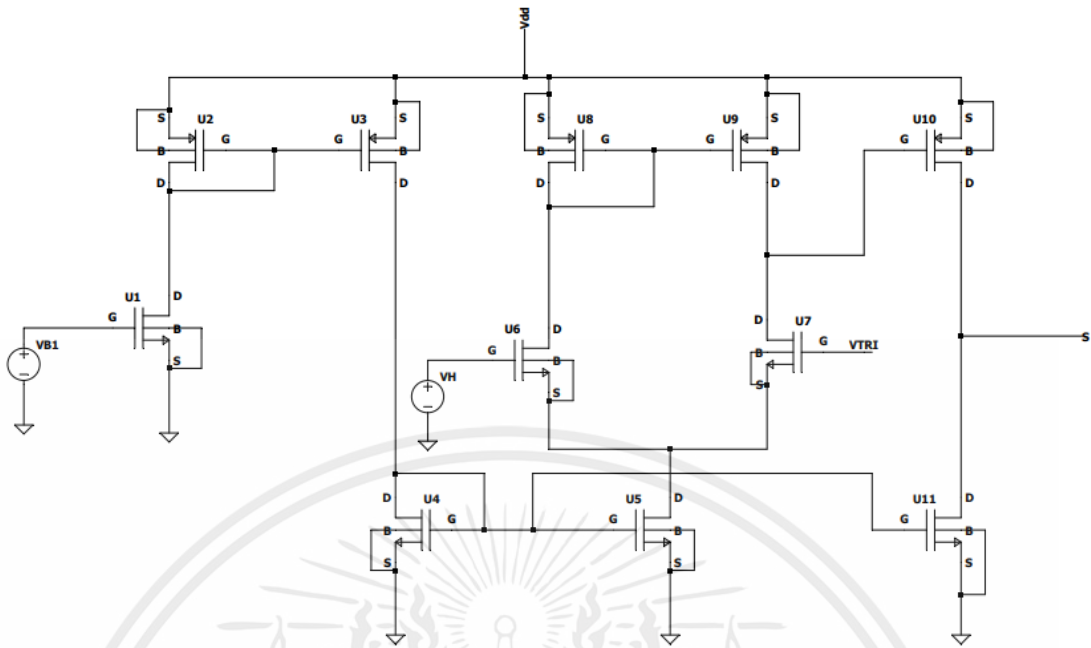 Vdd
S S S S S
U2 U3 U8 U9 U10
G G G G G
B B B B B
D D D D D
U1 D
G B
VB1 S
U6 D D U7
G B B G VTRI
VH S S
S
D U4 U5 D U11 D
B G G B G B
S S S